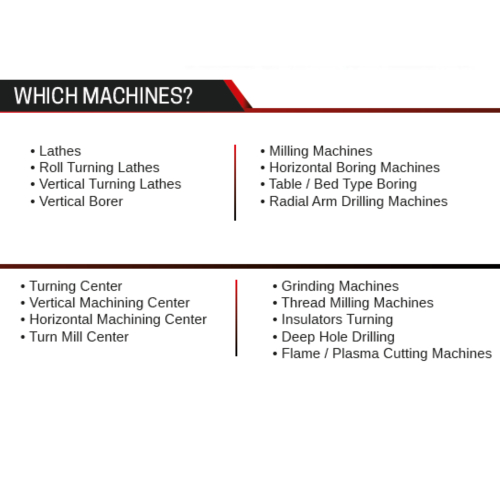 WHICH MACHINES?
• Lathes
• Roll Turning Lathes
• Vertical Turning Lathes
• Vertical Borer
• Milling Machines
• Horizontal Boring Machines
• Table / Bed Type Boring
• Radial Arm Drilling Machines
• Turning Center
• Vertical Machining Center
• Horizontal Machining Center
• Turn Mill Center
• Grinding Machines
• Thread Milling Machines
• Insulators Turning
• Deep Hole Drilling
• Flame / Plasma Cutting Machines